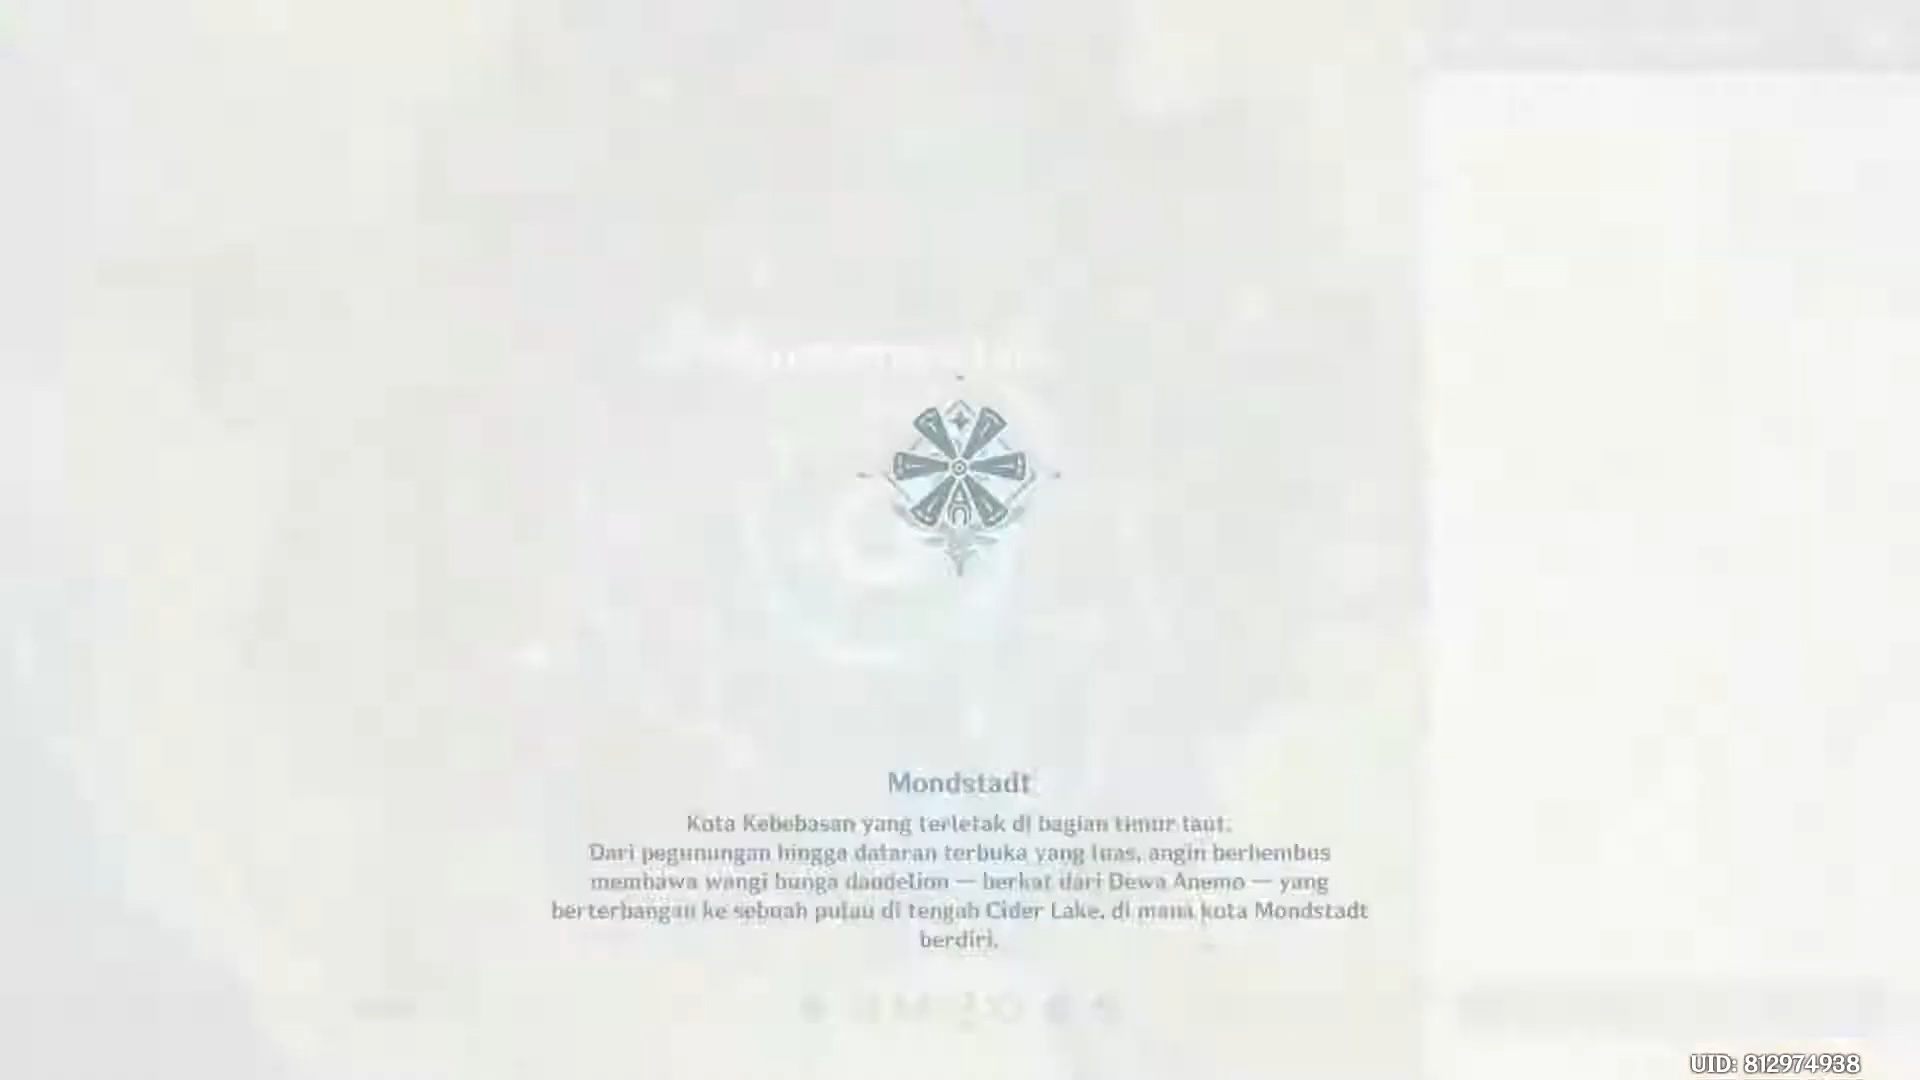 Mondstadt
Kota Kebebasan yang terletak di bagian timur laut.
Dari pegunungan hingga dataran terbuka yang luas, angin berhembus
membawa wangi bunga dandelion — berkat dari Dewa Anemo — yang
berterbangan ke sebuah pulau di tengah Cider Lake, di mana kota Mondstadt
berdiri.
UID: 812974938